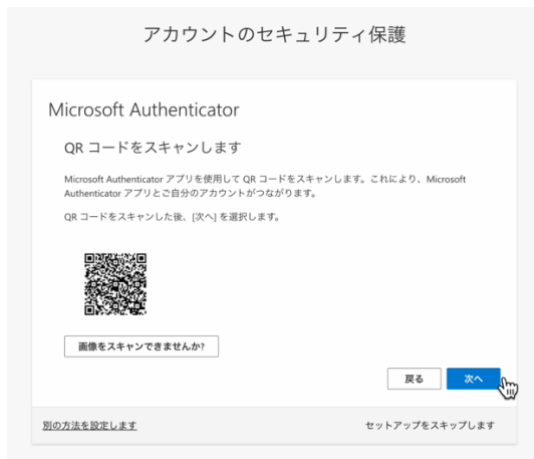 アカウントのセキュリティ保護
Microsoft Authenticator
QR コードをスキャンします
Microsoft Authenticator アプリを使用して QR コードをスキャンします。これにより、Microsoft
Authenticator アプリとご自分のアカウントがつながります。
QR コードをスキャンした後、[次へ] を選択します。
画像をスキャンできませんか?
戻る
次へ
別の方法を設定します
セットアップをスキップします